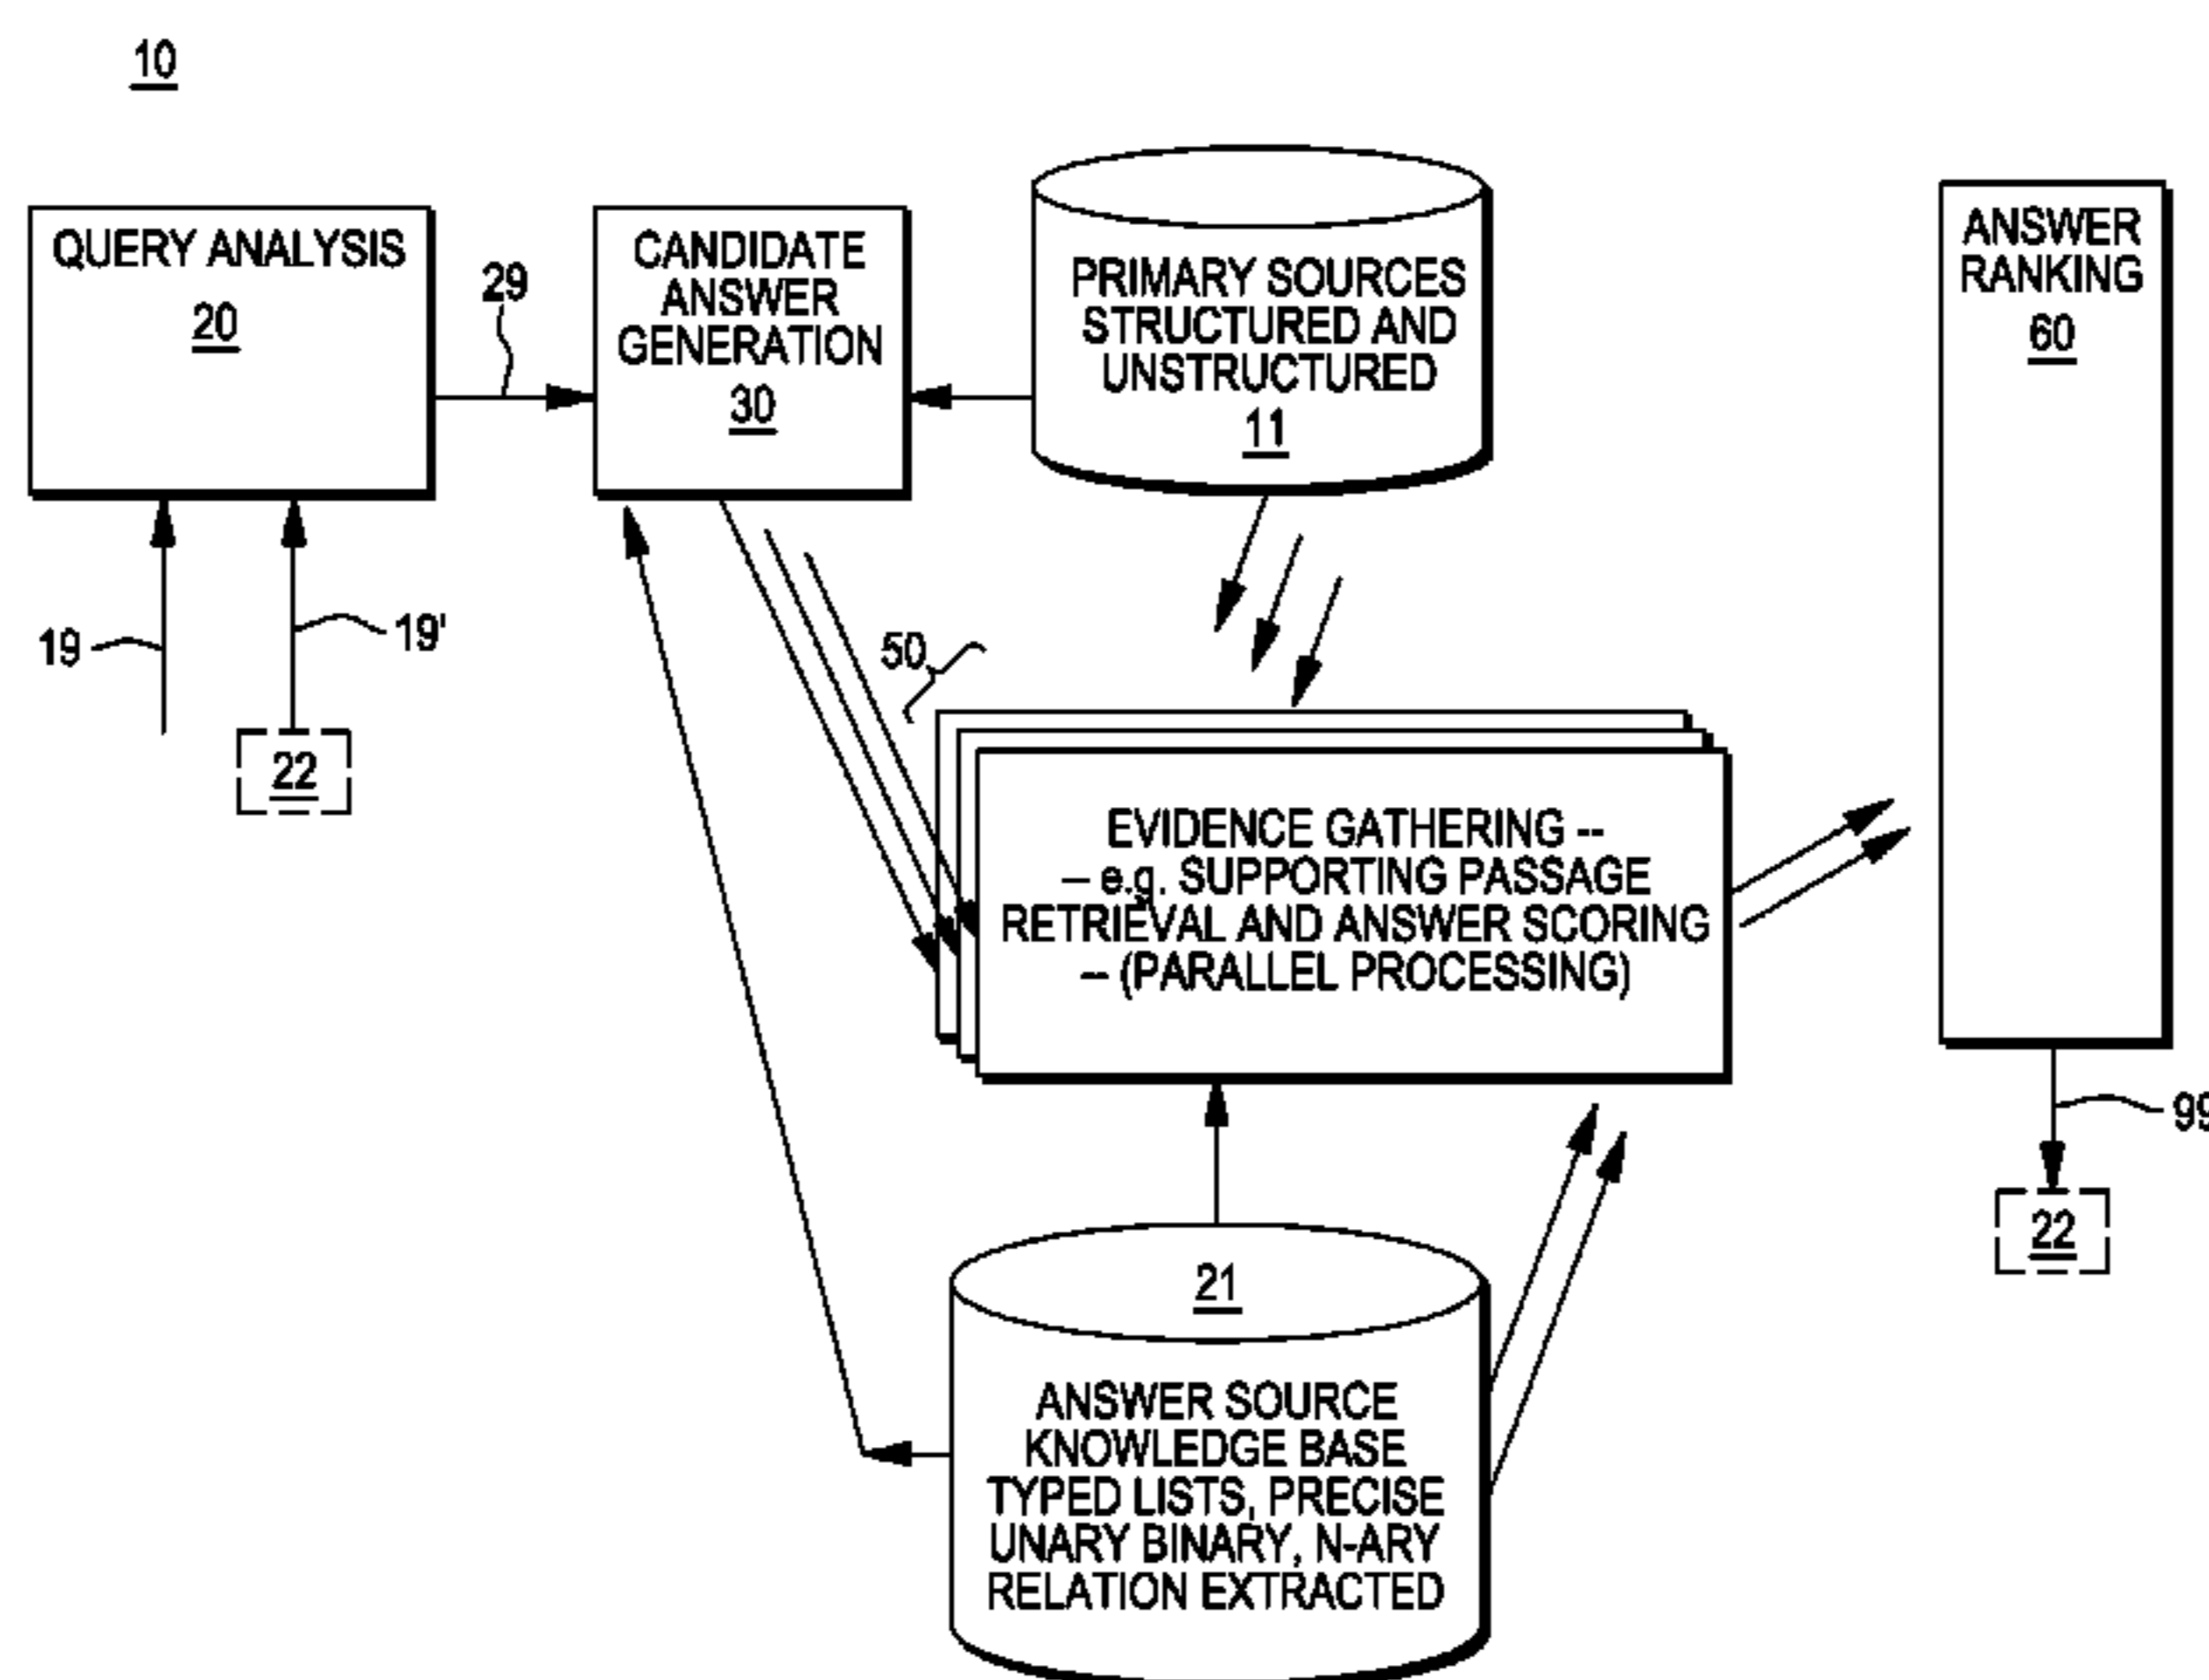 10
QUERY ANALYSIS
20
29
CANDIDATE
ANSWER
GENERATION
30
PRIMARY SOURCES
STRUCTURED AND
UNSTRUCTURED
11
ANSWER
RANKING
60
19
19'
22
50
EVIDENCE GATHERING --
-- e.g. SUPPORTING PASSAGE
RETRIEVAL AND ANSWER SCORING
-- (PARALLEL PROCESSING)
99
22
21
ANSWER SOURCE
KNOWLEDGE BASE
TYPED LISTS, PRECISE
UNARY BINARY, N-ARY
RELATION EXTRACTED